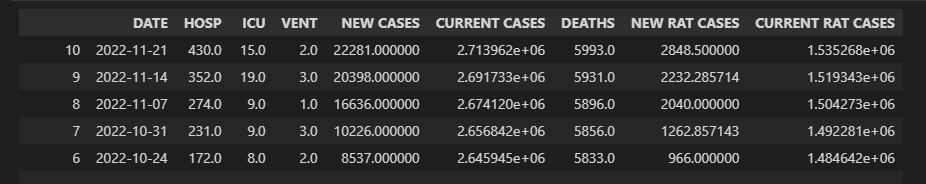 DATE HOSP ICU VENT NEW CASES CURRENT CASES DEATHS NEW RAT CASES CURRENT RAT CASES
10 2022-11-21 430.0 15.0 2.0 22281.000000 2.713962e+06 5993.0 2848.500000 1.535268e+06
9 2022-11-14 352.0 19.0 3.0 20398.000000 2.691733e+06 5931.0 2232.285714 1.519343e+06
8 2022-11-07 274.0 9.0 1.0 16636.000000 2.674120e+06 5896.0 2040.000000 1.504273e+06
7 2022-10-31 231.0 9.0 3.0 10226.000000 2.656842e+06 5856.0 1262.857143 1.492281e+06
6 2022-10-24 172.0 8.0 2.0 8537.000000 2.645945e+06 5833.0 966.000000 1.484642e+06